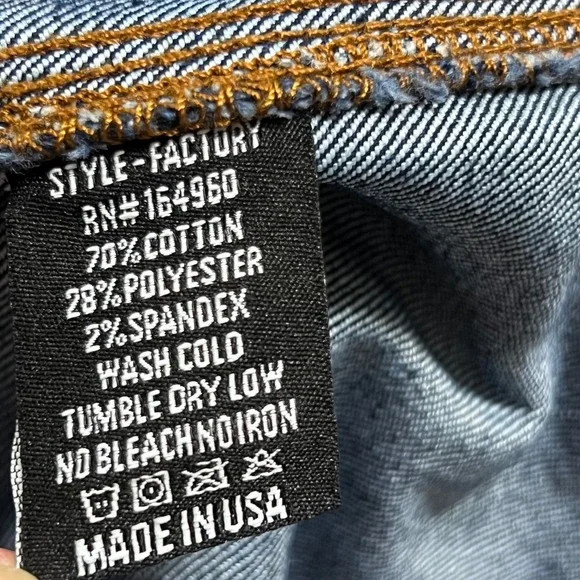 STYLE-FACTORY
RN# 164960
70%COTTON
28%POLYESTER
2%SPANDEX
WASH COLD
TUMBLE DRY LOW
NO BLEACH NO IRON
MADE IN USA